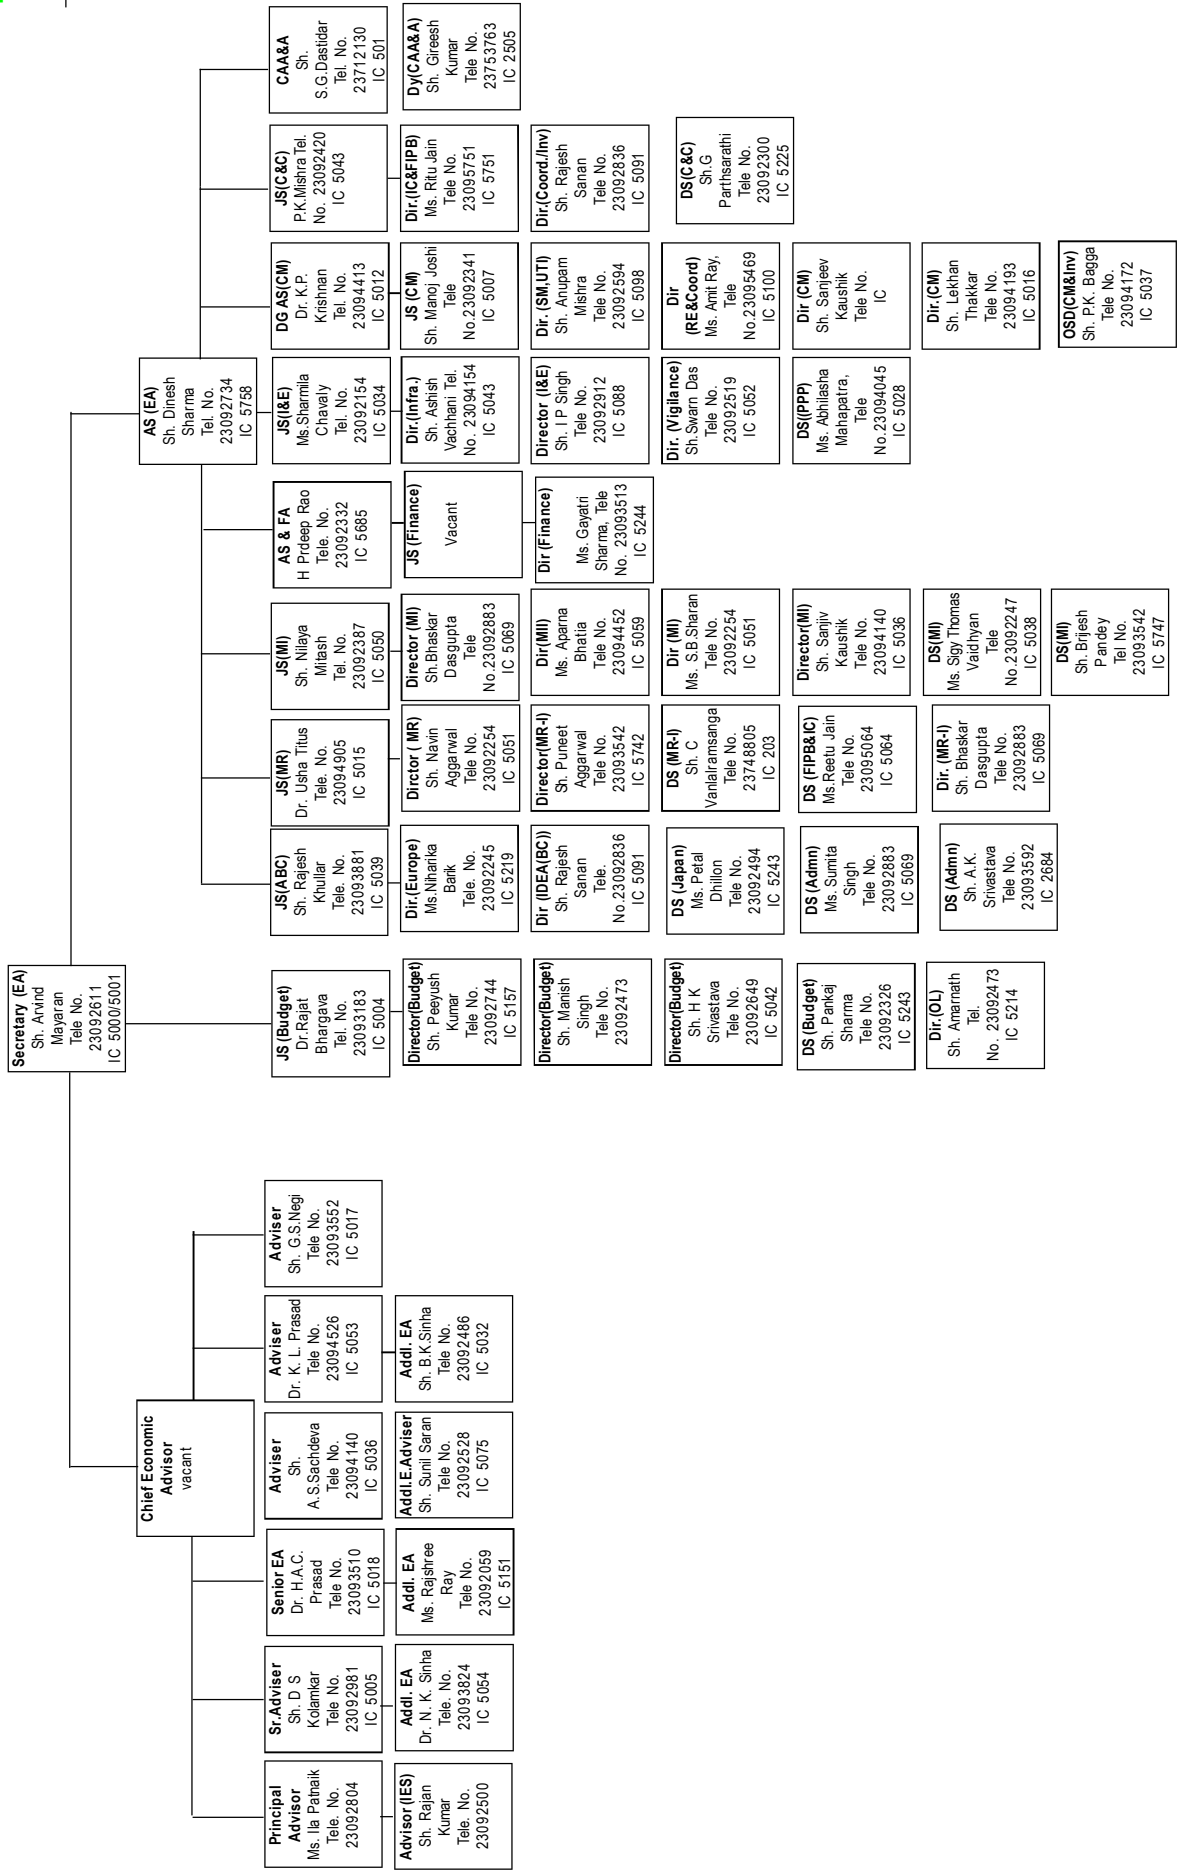 Secretary (EA)
Sh. Arvind
Mayaran
Tele No.
23092611
IC 5000/5001
Chief Economic
Advisor
vacant
AS (EA)
Sh. Dinesh
Sharma
Tel. No.
23092734
IC 5758
Principal
Advisor
Ms. Ila Patnaik
Tele. No.
23092804
Advisor (IES)
Sh. Rajan
Kumar
Tele. No.
23092500
Sr.Adviser
Sh. D S
Kolamkar
Tele No.
23092981
IC 5005
Addl. EA
Dr. N. K. Sinha
Tele. No.
23093824
IC 5054
Senior EA
Dr. H.A.C.
Prasad
Tele No.
23093510
IC 5018
Addl. EA
Ms. Rajshree
Ray
Tele No.
23092059
IC 5151
Adviser
Sh.
A.S.Sachdeva
Tele No.
23094140
IC 5036
Addl.E.Adviser
Sh. Sunil Saran
Tele No.
23092528
IC 5075
Adviser
Dr. K. L. Prasad
Tele No.
23094526
IC 5053
Addl. EA
Sh. B.K.Sinha
Tele No.
23092486
IC 5032
Adviser
Sh. G.S.Negi
Tele No.
23093552
IC 5017
JS (Budget)
Dr.Rajat
Bhargava
Tel. No.
23093183
IC 5004
Director(Budget)
Sh. Peeyush
Kumar
Tele No.
23092744
IC 5157
Director(Budget)
Sh. Manish
Singh
Tele No.
23092473
Director(Budget)
Sh. H K
Srivastava
Tele No.
23092649
IC 5042
DS (Budget)
Sh. Pankaj
Sharma
Tele No.
23092326
IC 5243
Dir.(OL)
Sh. Amarnath
Tel.
No. 23092473
IC 5214
JS(ABC)
Sh. Rajesh
Khullar
Tele. No.
23093881
IC 5039
Dir.(Europe)
Ms.Niharika
Barik
Tele. No.
23092245
IC 5219
Dir (IDEA(BC))
Sh. Rajesh
Sanan
Tele.
No.23092836
IC 5091
DS (Japan)
Ms. Petal
Dhillon
Tele No.
23092494
IC 5243
DS (Admn)
Ms. Sumita
Singh
Tele No.
23092883
IC 5069
DS (Admn)
Sh. A.K.
Srivastava
Tele No.
23093592
IC 2684
JS(MR)
Dr. Usha Titus
Tele. No.
23094905
IC 5015
Dirctor ( MR)
Sh. Navin
Aggarwal
Tele No.
23092254
IC 5051
Director(MR-I)
Sh. Puneet
Aggarwal
Tele No.
23093542
IC 5742
DS (MR-I)
Sh. C
Vanlalramsanga
Tele No.
23748805
IC 203
DS (FIPB&IC)
Ms.Reetu Jain
Tele No.
23095064
IC 5064
Dir. (MR-I)
Sh. Bhaskar
Dasgupta
Tele No.
23092883
IC 5069
JS(MI)
Sh. Nilaya
Mitash
Tel. No.
23092387
IC 5050
Director (MI)
Sh.Bhaskar
Dasgupta
Tele
No.23092883
IC 5069
Dir(MII)
Ms. Aparna
Bhatia
Tele No.
23094452
IC 5059
Dir (MI)
Ms. S.B.Sharan
Tele No.
23092254
IC 5051
Director(MI)
Sh. Sanjiv
Kaushik
Tele No.
23094140
IC 5036
DS(MI)
Ms. Sigy Thomas
Vaidhyan
Tele
No.23092247
IC 5038
DS(MI)
Sh. Brijesh
Pandey
Tel No.
23093542
IC 5747
AS & FA
H Prdeep Rao
Tele. No.
23092332
IC 5685
JS (Finance)
Vacant
Dir (Finance)
Ms. Gayatri
Sharma, Tele
No. 23093513
IC 5244
JS(I&E)
Ms.Sharmila
Chavaly
Tel. No.
23092154
IC 5034
Dir.(Infra.)
Sh. Ashish
Vachhani Tel.
No. 23094154
IC 5043
Director (I&E)
Sh. I P Singh
Tele No.
23092912
IC 5088
Dir. (Vigilance)
Sh.Swarn Das
Tele No.
23092519
IC 5052
DS((PPP)
Ms. Abhilasha
Mahapatra,
Tele
No.23094045
IC 5028
DG AS(CM)
Dr. K.P.
Krishnan
Tel. No.
23094413
IC 5012
JS (CM)
Sh. Manoj Joshi
Tele
No.23092341
IC 5007
Dir. (SM,UTI)
Sh. Anupam
Mishra
Tele No.
23092594
IC 5098
Dir
(RE&Coord)
Ms. Amit Ray,
Tele
No.23095469
IC 5100
Dir (CM)
Sh. Sanjeev
Kaushik
Tele No.
IC
Dir.(CM)
Sh. Lekhan
Thakkar
Tele No.
23094193
IC 5016
OSD(CM&Inv)
Sh. P.K. Bagga
Tele No.
23094172
IC 5037
JS(C&C)
P.K.Mishra Tel.
No. 23092420
IC 5043
Dir.(IC&FIPB)
Ms. Ritu Jain
Tele No.
23095751
IC 5751
Dir.(Coord./Inv)
Sh. Rajesh
Sanan
Tele No.
23092836
IC 5091
DS(C&C)
Sh.G
Parthsarathi
Tele No.
23092300
IC 5225
CAA&A
Sh.
S.G.Dastidar
Tel. No.
23712130
IC 501
Dy(CAA&A)
Sh. Gireesh
Kumar
Tele No.
23753763
IC 2505